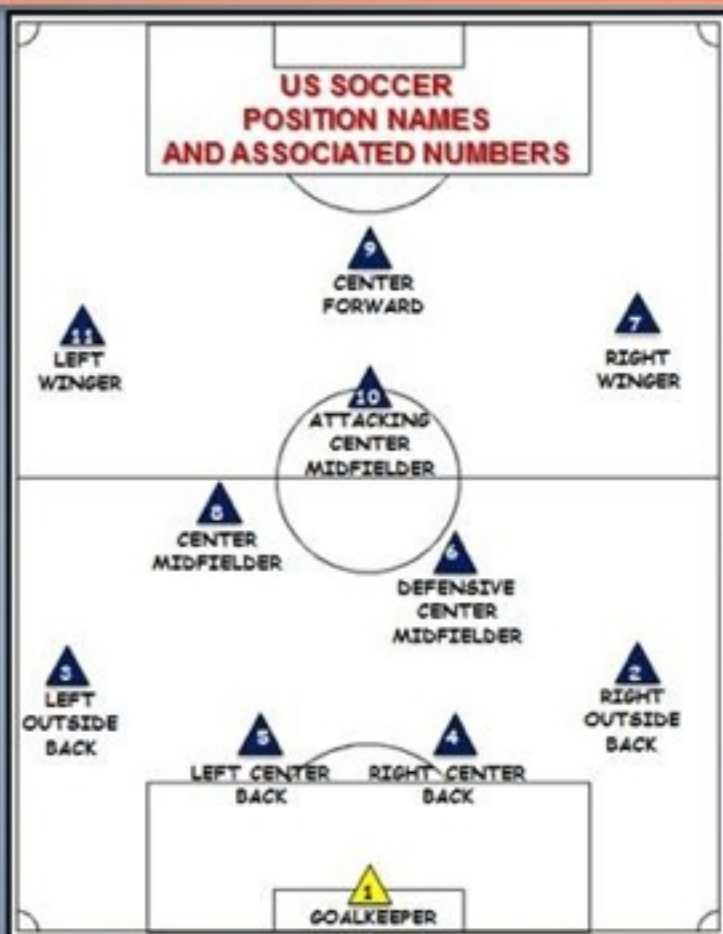 US SOCCER
POSITION NAMES
AND ASSOCIATED NUMBERS
9
CENTER
FORWARD
11
LEFT
WINGER
7
RIGHT
WINGER
10
ATTACKING
CENTER
MIDFIELDER
8
CENTER
MIDFIELDER
6
DEFENSIVE
CENTER
MIDFIELDER
3
LEFT
OUTSIDE
BACK
2
RIGHT
OUTSIDE
BACK
5
LEFT CENTER
BACK
4
RIGHT CENTER
BACK
1
GOALKEEPER